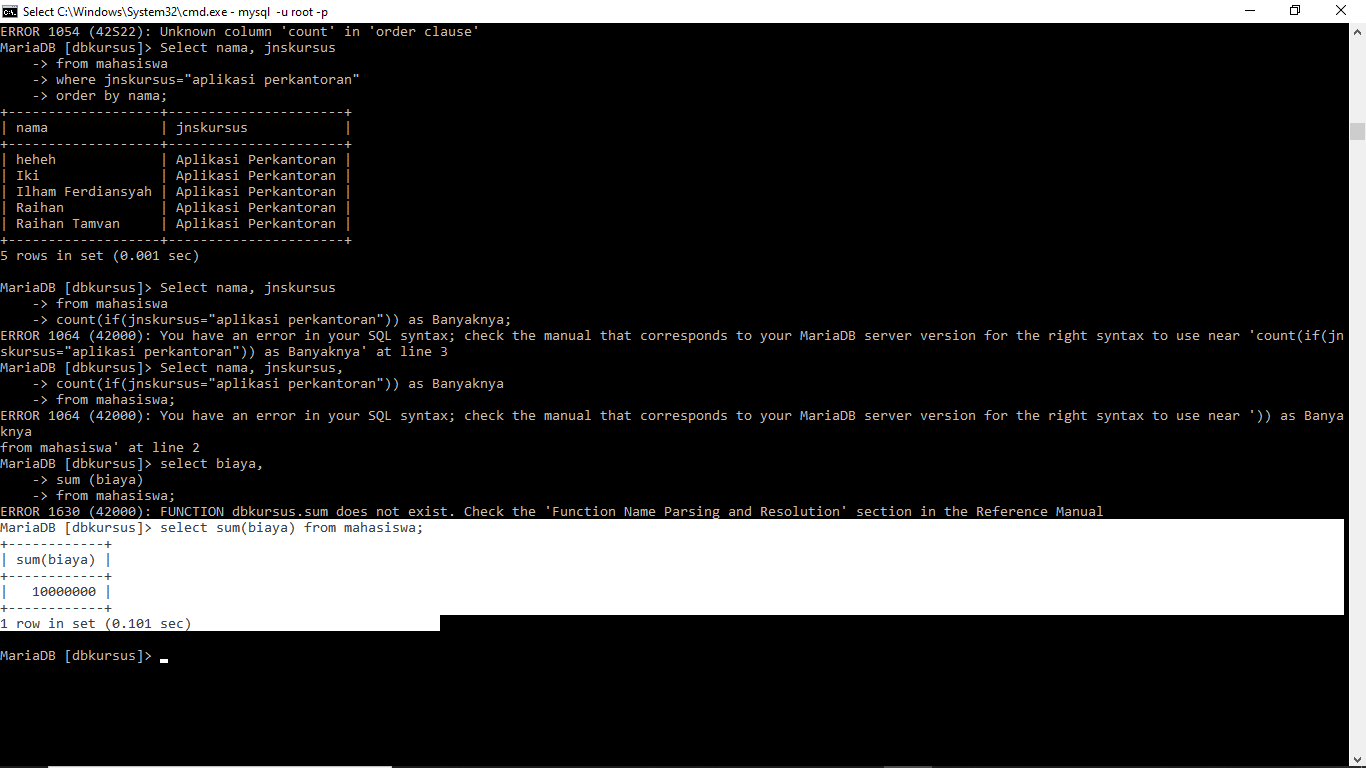 Select C:\Windows\System32\cmd.exe - mysql  -u root -p
ERROR 1054 (42S22): Unknown column 'count' in 'order clause'
MariaDB [dbkursus]> Select nama, jnskursus
    -> from mahasiswa
    -> where jnskursus="aplikasi perkantoran"
    -> order by nama;
+-------------------+----------------------+
| nama              | jnskursus            |
+-------------------+----------------------+
| heheh             | Aplikasi Perkantoran |
| Iki               | Aplikasi Perkantoran |
| Ilham Ferdiansyah | Aplikasi Perkantoran |
| Raihan            | Aplikasi Perkantoran |
| Raihan Tamvan     | Aplikasi Perkantoran |
+-------------------+----------------------+
5 rows in set (0.001 sec)

MariaDB [dbkursus]> Select nama, jnskursus
    -> from mahasiswa
    -> count(if(jnskursus="aplikasi perkantoran")) as Banyaknya;
ERROR 1064 (42000): You have an error in your SQL syntax; check the manual that corresponds to your MariaDB server version for the right syntax to use near 'count(if(jn
skursus="aplikasi perkantoran")) as Banyaknya' at line 3
MariaDB [dbkursus]> Select nama, jnskursus,
    -> count(if(jnskursus="aplikasi perkantoran")) as Banyaknya
    -> from mahasiswa;
ERROR 1064 (42000): You have an error in your SQL syntax; check the manual that corresponds to your MariaDB server version for the right syntax to use near ')) as Banya
knya
from mahasiswa' at line 2
MariaDB [dbkursus]> select biaya,
    -> sum (biaya)
    -> from mahasiswa;
ERROR 1630 (42000): FUNCTION dbkursus.sum does not exist. Check the 'Function Name Parsing and Resolution' section in the Reference Manual
MariaDB [dbkursus]> select sum(biaya) from mahasiswa;
+------------+
| sum(biaya) |
+------------+
|   10000000 |
+------------+
1 row in set (0.101 sec)

MariaDB [dbkursus]> _